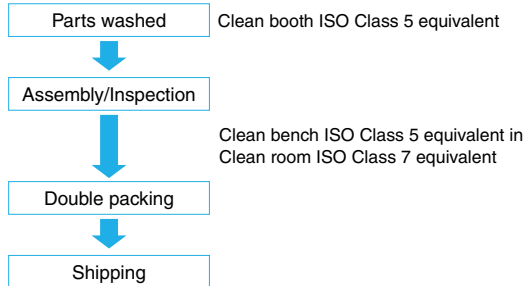 Parts washed
Clean booth ISO Class 5 equivalent
Assembly/Inspection
Clean bench ISO Class 5 equivalent in
Clean room ISO Class 7 equivalent
Double packing
Shipping